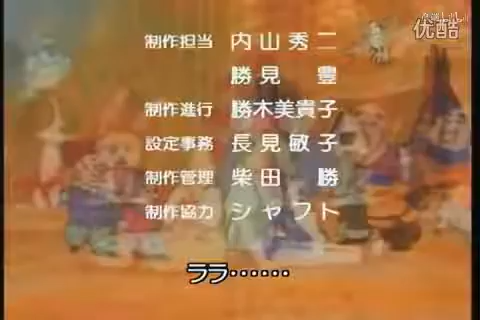 优酷
制作担当 内山秀二
勝見 豊
制作進行 勝木美貴子
設定事務 長見敏子
制作管理 柴田 勝
制作協力 シャフト
ララ……